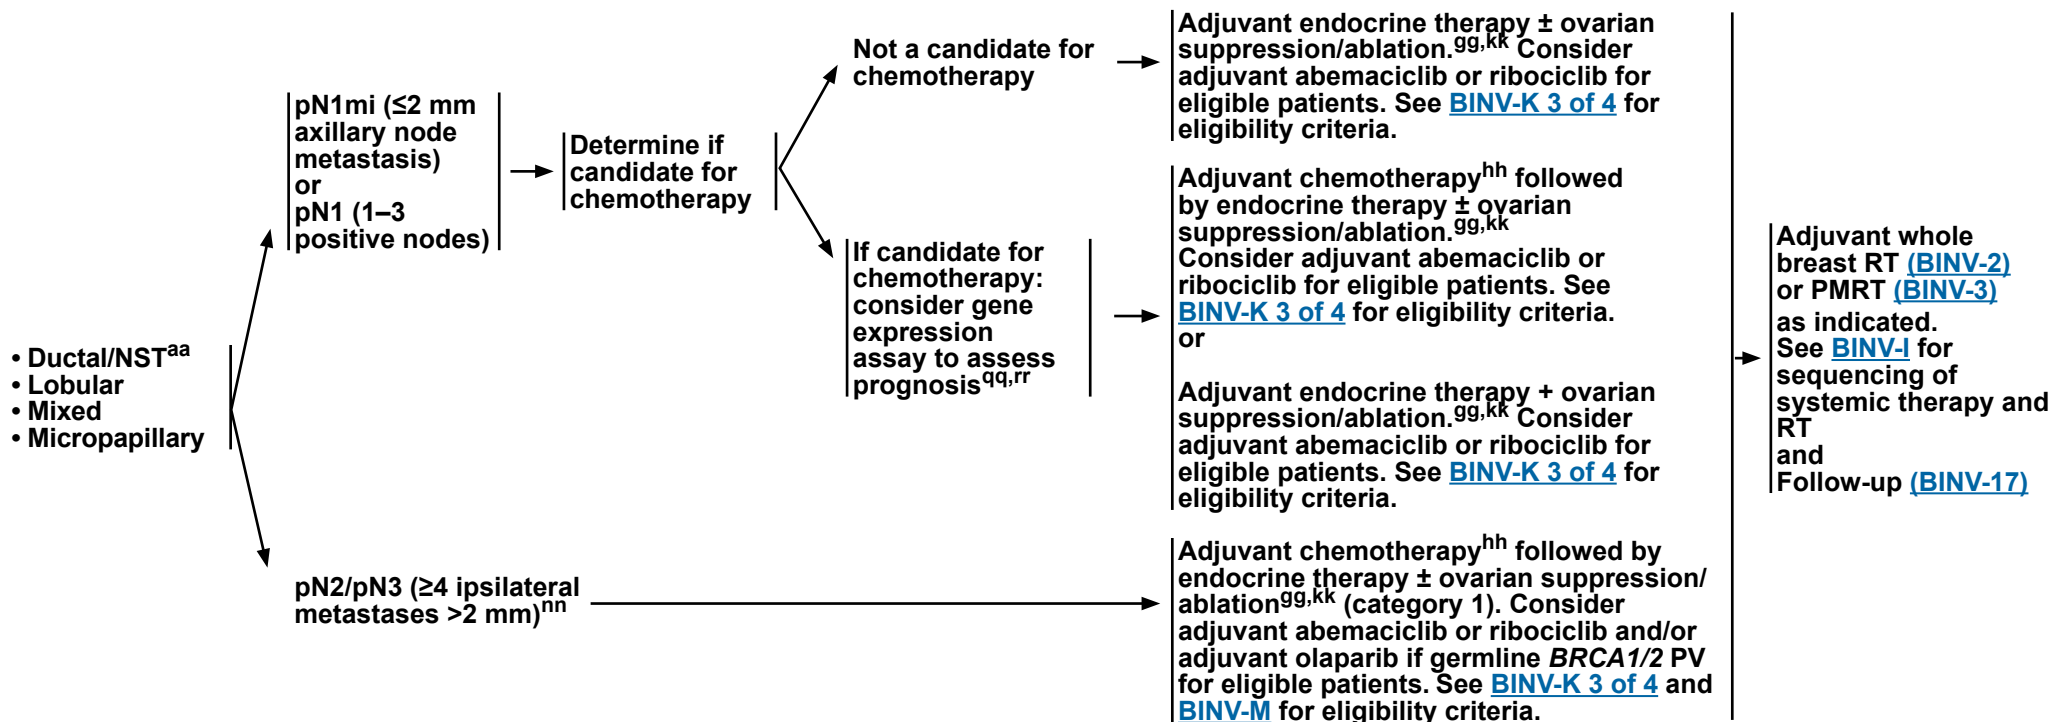 • Ductal/NSTaa
• Lobular
• Mixed
• Micropapillary
pN1mi (≤2 mm
axillary node
metastasis)
or
pN1 (1–3
positive nodes)
Determine if
candidate for
chemotherapy
Not a candidate for
chemotherapy
Adjuvant endocrine therapy ± ovarian
suppression/ablation.gg,kk Consider
adjuvant abemaciclib or ribociclib for
eligible patients. See BINV-K 3 of 4 for
eligibility criteria.
If candidate for
chemotherapy:
consider gene
expression
assay to assess
prognosisqq,rr
Adjuvant chemotherapyhh followed
by endocrine therapy ± ovarian
suppression/ablation.gg,kk
Consider adjuvant abemaciclib or
ribociclib for eligible patients. See
BINV-K 3 of 4 for eligibility criteria.
or
Adjuvant endocrine therapy + ovarian
suppression/ablation.gg,kk Consider
adjuvant abemaciclib or ribociclib for
eligible patients. See BINV-K 3 of 4 for
eligibility criteria.
pN2/pN3 (≥4 ipsilateral
metastases >2 mm)nn
Adjuvant chemotherapyhh followed by
endocrine therapy ± ovarian suppression/
ablationgg,kk (category 1). Consider
adjuvant abemaciclib or ribociclib and/or
adjuvant olaparib if germline BRCA1/2 PV
for eligible patients. See BINV-K 3 of 4 and
BINV-M for eligibility criteria.
Adjuvant whole
breast RT (BINV-2)
or PMRT (BINV-3)
as indicated.
See BINV-I for
sequencing of
systemic therapy and
RT
and
Follow-up (BINV-17)